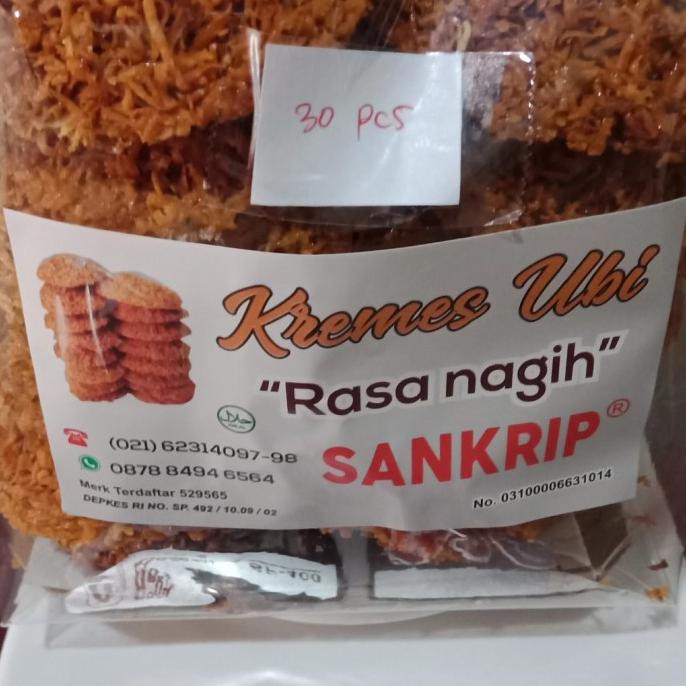 30 pcs
Kremes Ubi
"Rasa nagih"
حلال
SANKRIP®
(021) 62314097-98
0878 8494 6564
Merk Terdaftar 529565
DEPKES RI NO. SP. 492 / 10.09 / 02
No. 03100006631014